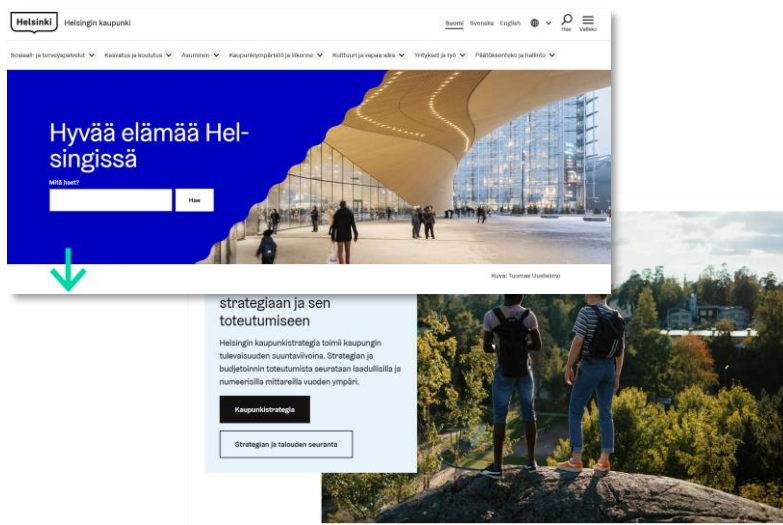 Helsinki
Helsingin kaupunki
Suomi Svenska English
Hae
Valikko
Sosiaali- ja terveyspalvelut
Kasvatus ja koulutus
Asuminen
Kaupunkiympäristö ja liikenne
Kulttuuri ja vapaa-aika
Yritykset ja työ
Päätöksenteko ja hallinto
Hyvää elämää Hel-
singissä
Mitä haet?
Hae
Kuva: Tuomas Uusheimo
strategiaan ja sen
toteutumiseen
Helsingin kaupunkistrategia toimii kaupungin
tulevaisuuden suuntaviivoina. Strategian ja
budjetoinnin toteutumista seurataan laadullisilla ja
numeerisilla mittareilla vuoden ympäri.
Kaupunkistrategia
Strategian ja talouden seuranta